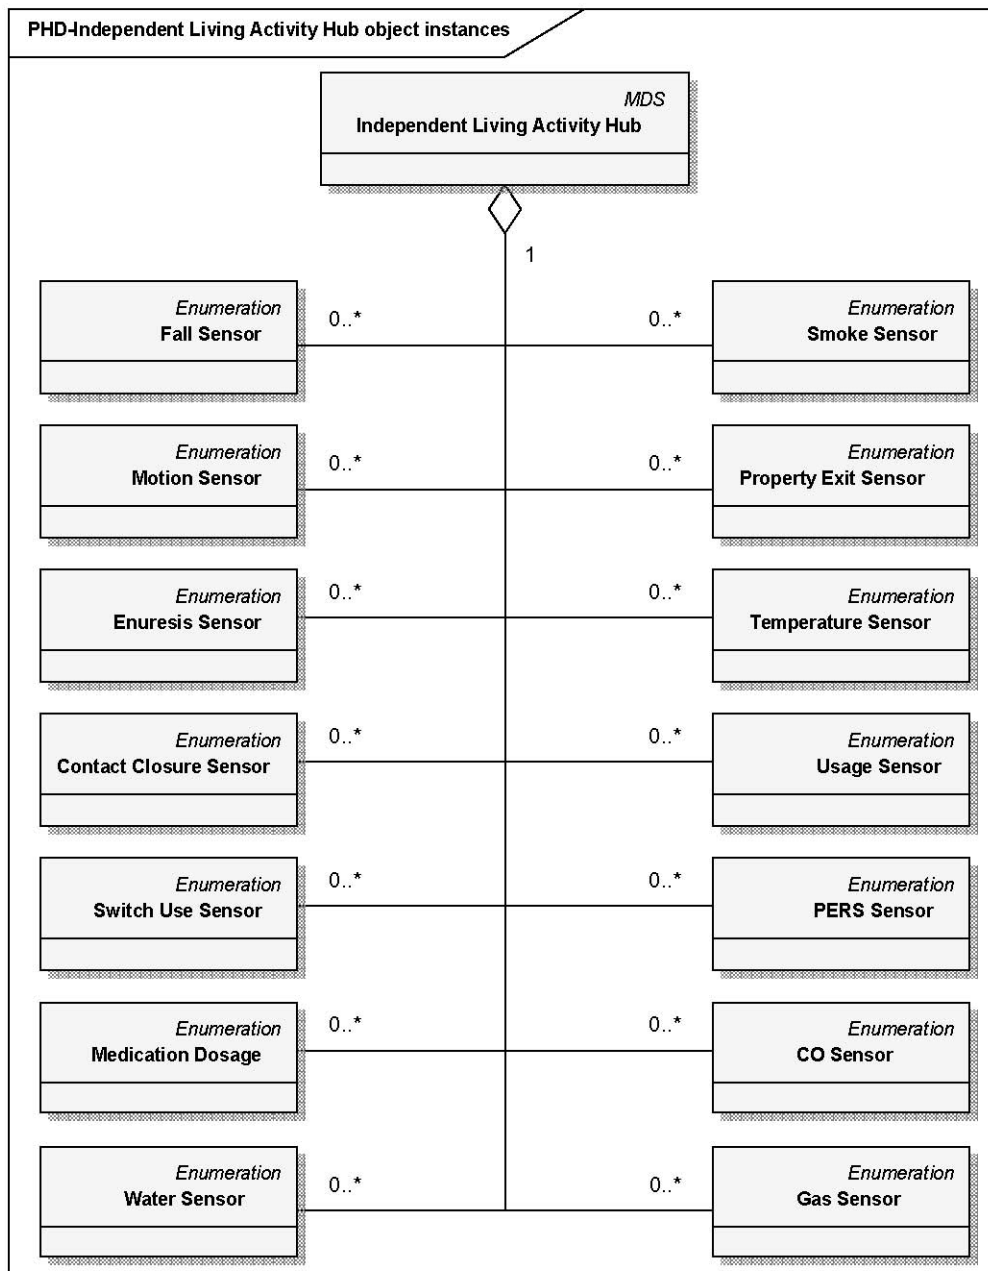 PHD-Independent Living Activity Hub object instances
MDS
Independent Living Activity Hub
1
Enumeration
Fall Sensor
0..*
0..*
Enumeration
Smoke Sensor
Enumeration
Motion Sensor
0..*
0..*
Enumeration
Property Exit Sensor
Enumeration
Enuresis Sensor
0..*
0..*
Enumeration
Temperature Sensor
Enumeration
Contact Closure Sensor
0..*
0..*
Enumeration
Usage Sensor
Enumeration
Switch Use Sensor
0..*
0..*
Enumeration
PERS Sensor
Enumeration
Medication Dosage
0..*
0..*
Enumeration
CO Sensor
Enumeration
Water Sensor
0..*
0..*
Enumeration
Gas Sensor